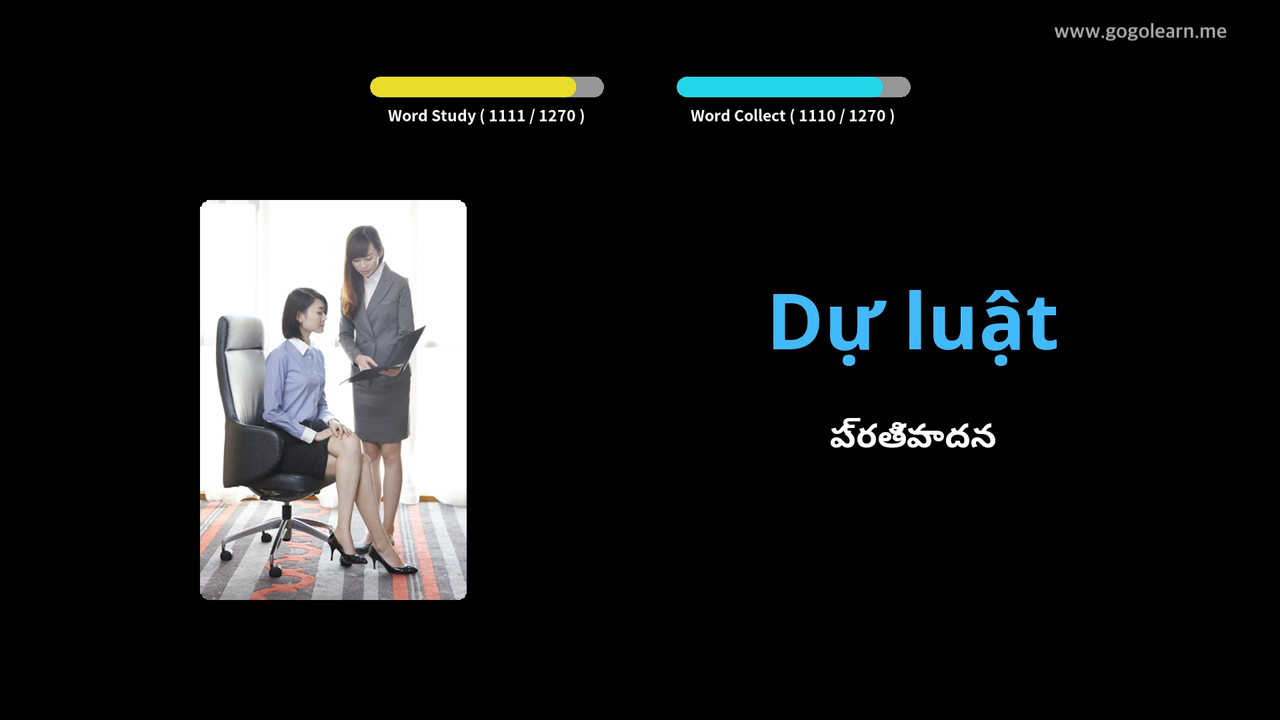 www.gogolearn.me
Word Study ( 1111 / 1270 )
Word Collect ( 1110 / 1270 )
Dự luật
ప్రతివాదన